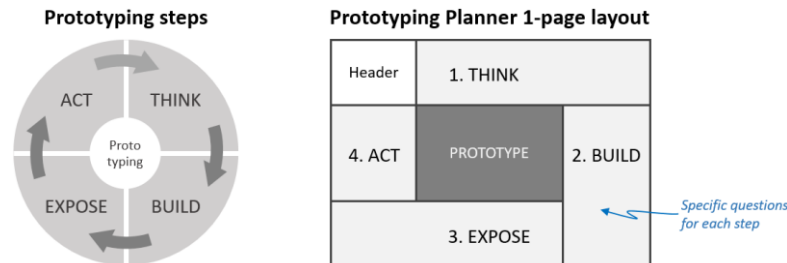 Prototyping steps
ACT
THINK
Proto
typing
EXPOSE
BUILD
Prototyping Planner 1-page layout
Header
1. THINK
4. ACT
PROTOTYPE
2. BUILD
3. EXPOSE
Specific questions
for each step